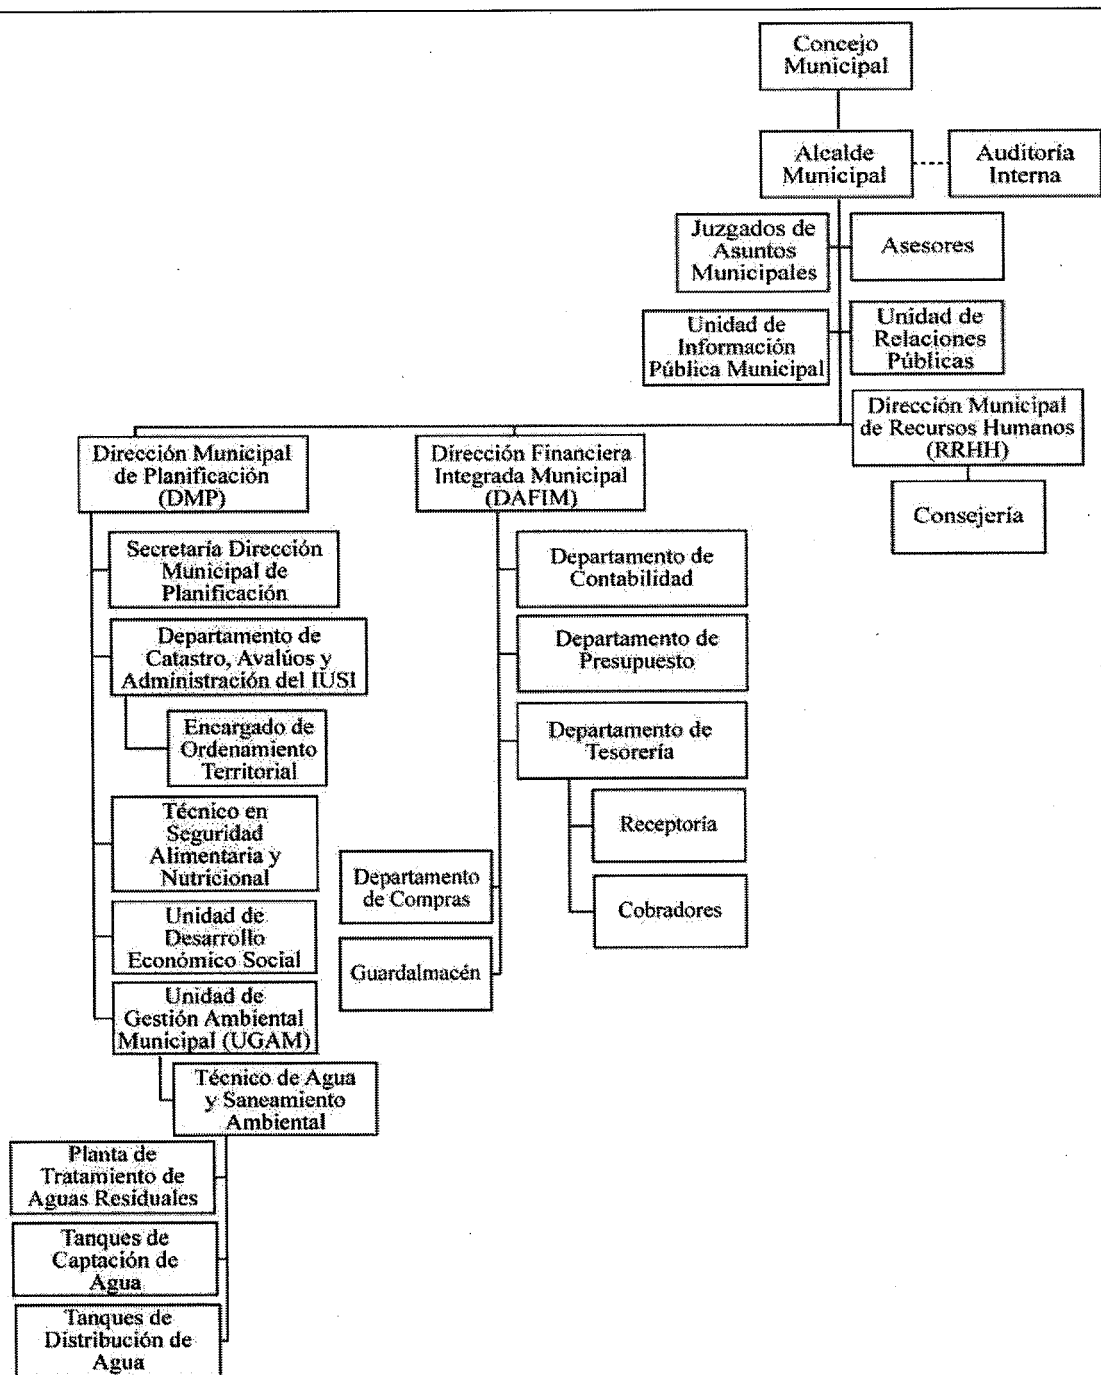 Concejo
Municipal
Alcalde
Municipal
Auditoría
Interna
Juzgados de
Asuntos
Municipales
Asesores
Unidad de
Información
Pública Municipal
Unidad de
Relaciones
Públicas
Dirección Municipal
de Recursos Humanos
(RRHH)
Consejería
Dirección Municipal
de Planificación
(DMP)
Secretaría Dirección
Municipal de
Planificación
Departamento de
Catastro, Avalúos y
Administración del IUSI
Encargado de
Ordenamiento
Territorial
Técnico en
Seguridad
Alimentaria y
Nutricional
Unidad de
Desarrollo
Económico Social
Unidad de
Gestión Ambiental
Municipal (UGAM)
Técnico de Agua
y Saneamiento
Ambiental
Planta de
Tratamiento de
Aguas Residuales
Tanques de
Captación de
Agua
Tanques de
Distribución de
Agua
Dirección Financiera
Integrada Municipal
(DAFIM)
Departamento de
Contabilidad
Departamento de
Presupuesto
Departamento de
Tesorería
Receptoría
Cobradores
Departamento
de Compras
Guardalmacén